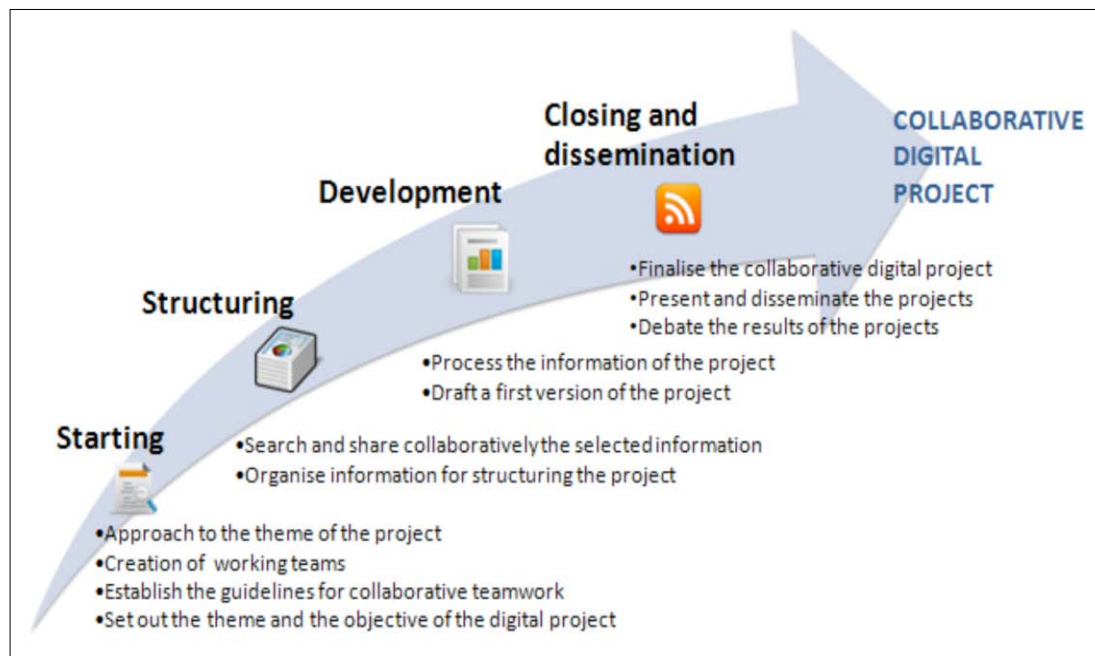 Closing and
dissemination
COLLABORATIVE
DIGITAL
PROJECT
Development
•Finalise the collaborative digital project
•Present and disseminate the projects
•Debate the results of the projects
Structuring
•Process the information of the project
•Draft a first version of the project
Starting
•Search and share collaboratively the selected information
•Organise information for structuring the project
•Approach to the theme of the project
•Creation of working teams
•Establish the guidelines for collaborative teamwork
•Set out the theme and the objective of the digital project